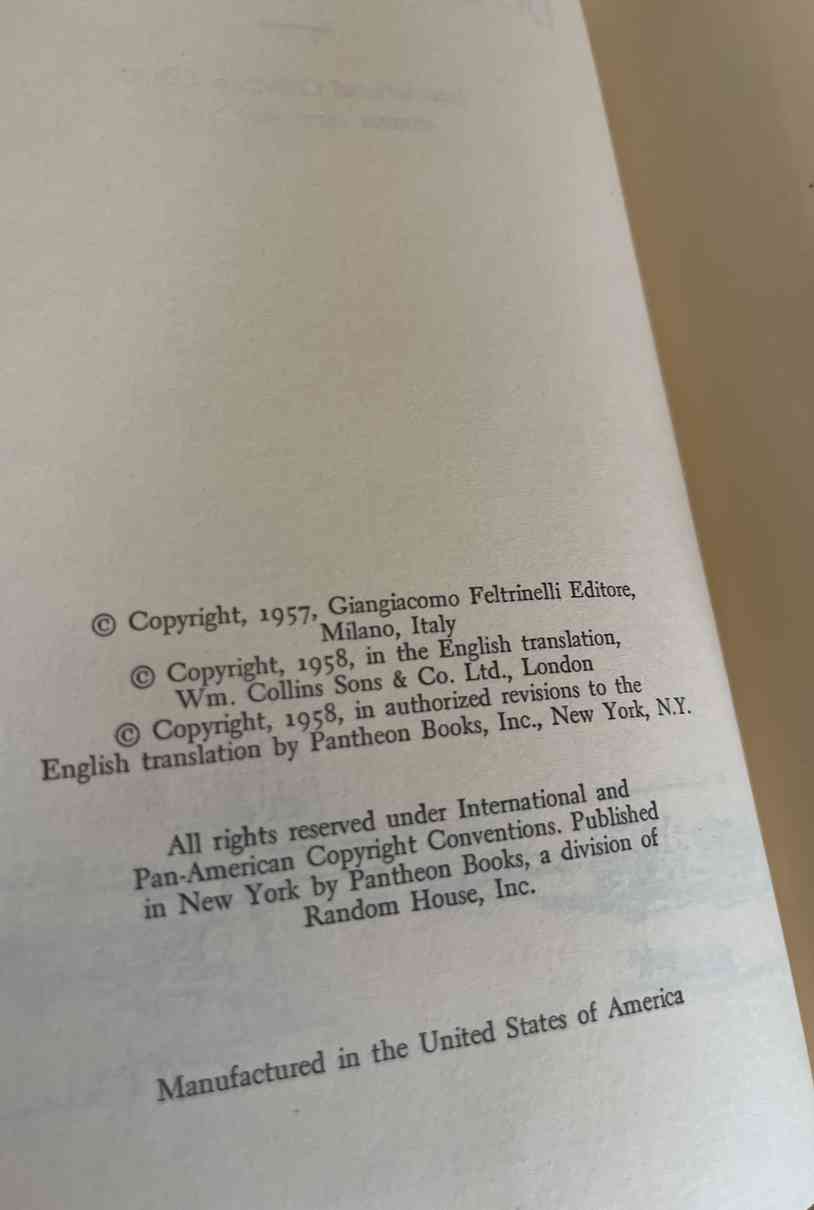 © Copyright, 1957, Giangiacomo Feltrinelli Editore,
Milano, Italy
© Copyright, 1958, in the English translation,
Wm. Collins Sons & Co. Ltd., London
© Copyright, 1958, in authorized revisions to the
English translation by Pantheon Books, Inc., New York, N.Y.
All rights reserved under International and
Pan-American Copyright Conventions. Published
in New York by Pantheon Books, a division of
Random House, Inc.
Manufactured in the United States of America